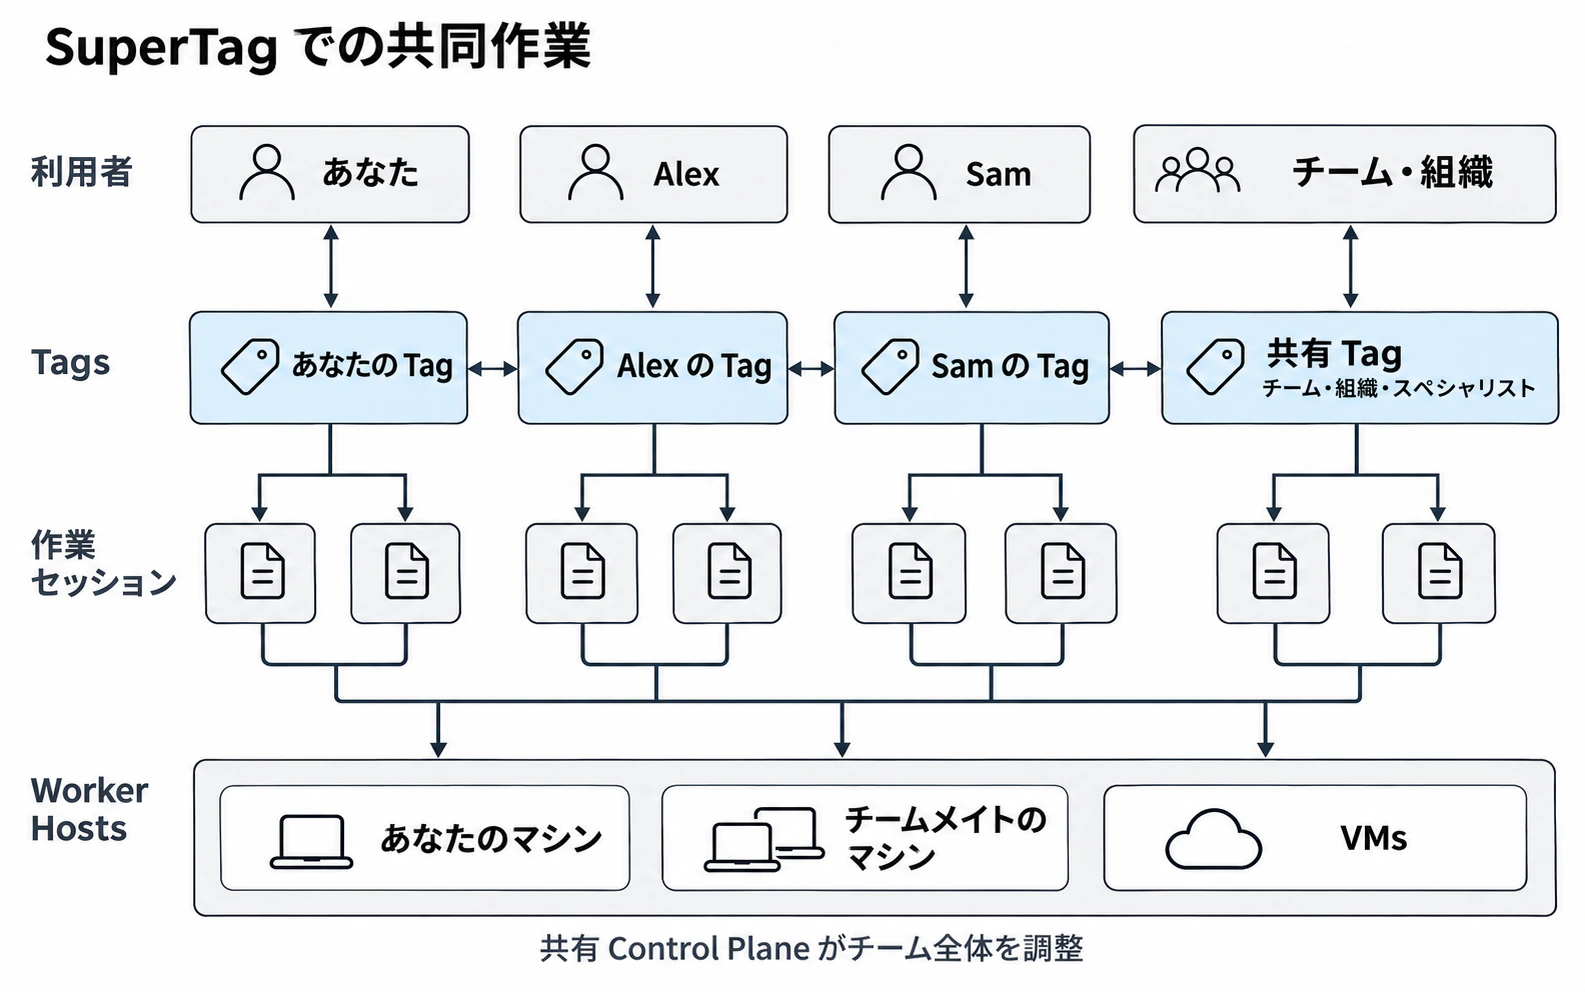 SuperTag での共同作業
利用者
あなた
Alex
Sam
チーム・組織
Tags
あなたの Tag
Alex の Tag
Sam の Tag
共有 Tag
チーム・組織・スペシャリスト
作業
セッション
Worker
Hosts
あなたのマシン
チームメイトの
マシン
VMs
共有 Control Plane がチーム全体を調整